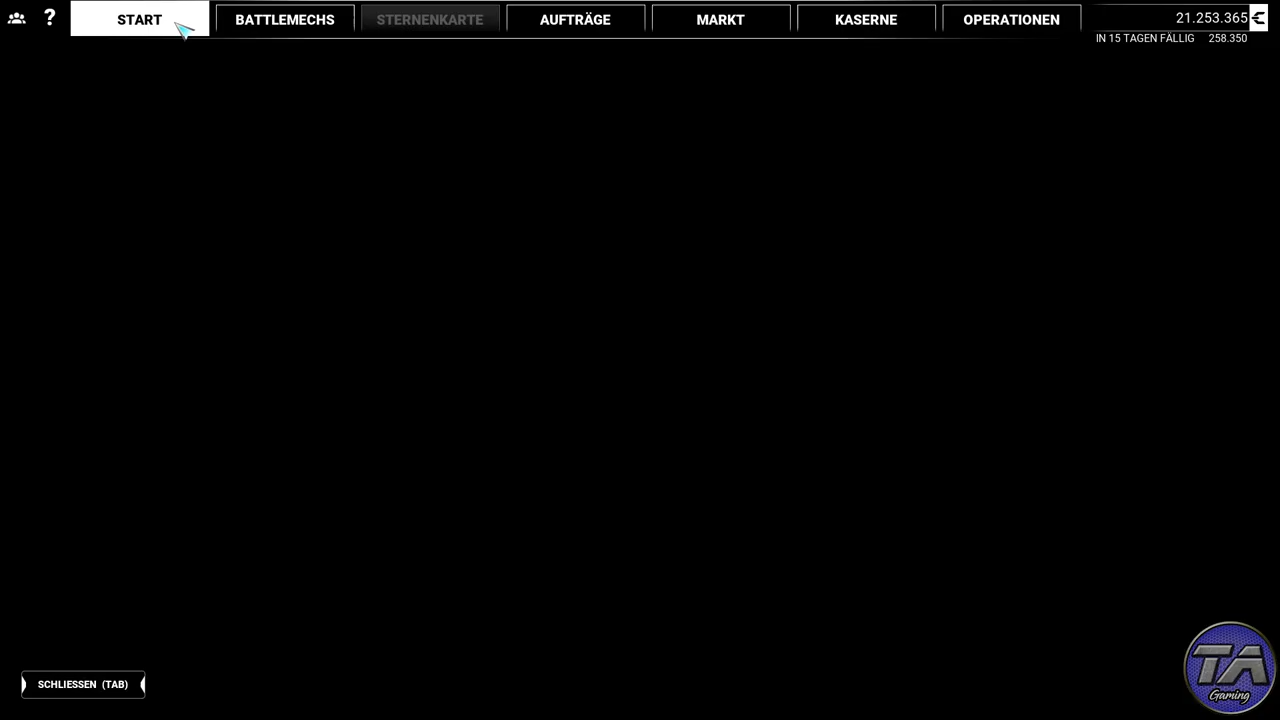 ?
START
BATTLEMECHS
STERNENKARTE
AUFTRÄGE
MARKT
KASERNE
OPERATIONEN
21.253.365
IN 15 TAGEN FÄLLIG 258.350
SCHLIESSEN (TAB)
TA
Gaming